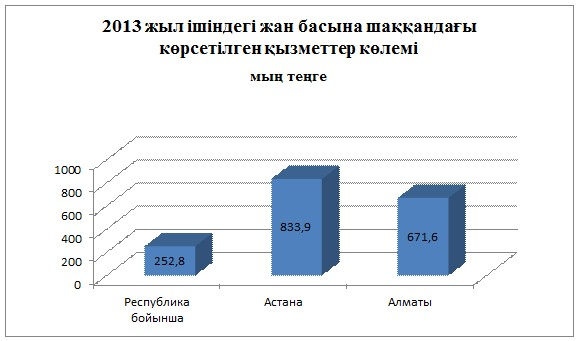 2013 жыл ішіндегі жан басына шаққандағы
көрсетілген қызметтер көлемі
мың теңге
1000
800
600
400
200
0
252,8
833,9
671,6
Республика
бойынша
Астана
Алматы